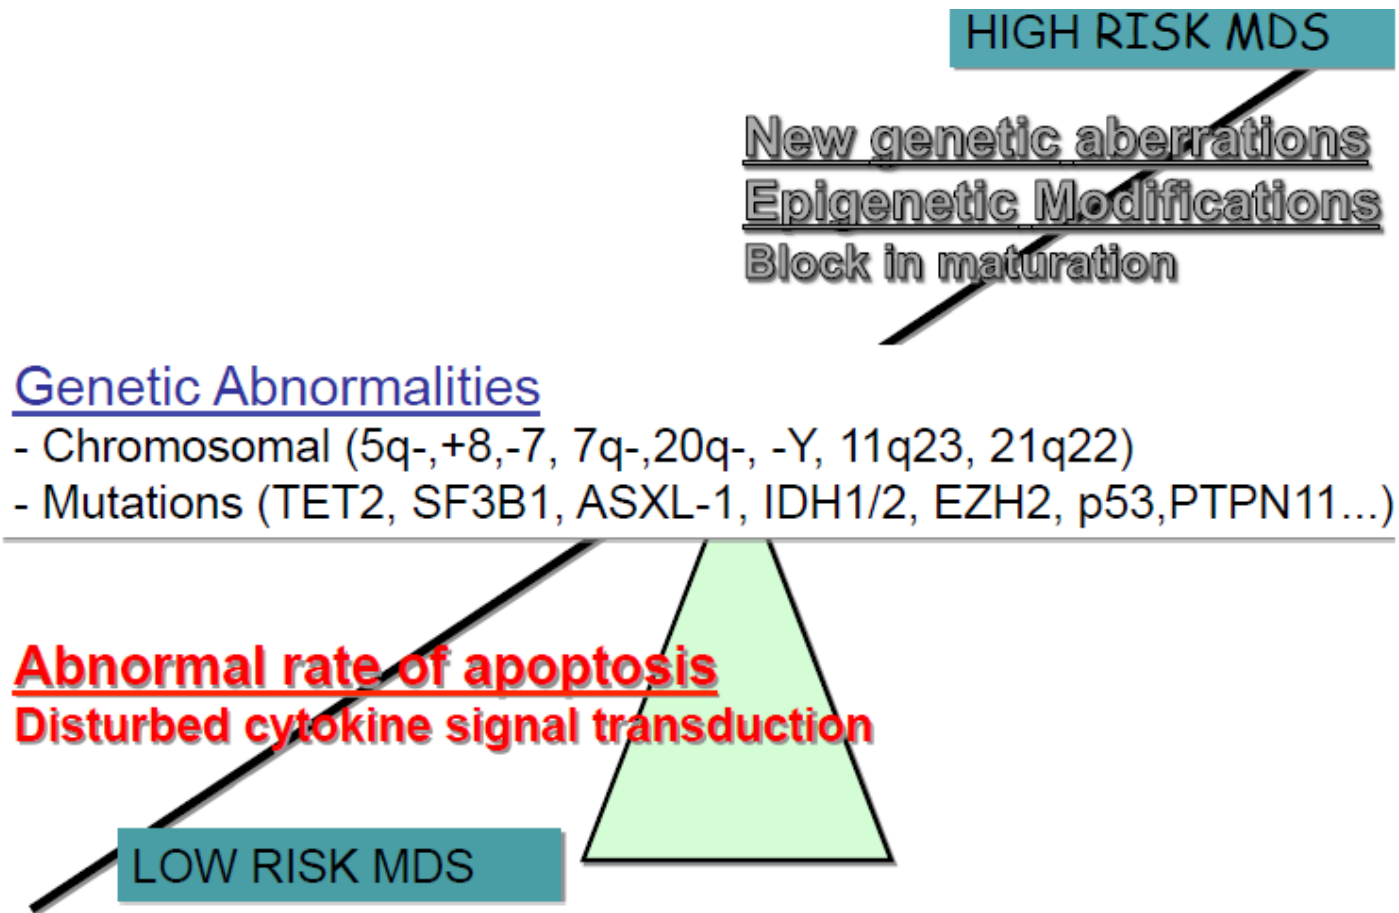 HIGH RISK MDS
New genetic aberrations
Epigenetic Modifications
Block in maturation
Genetic Abnormalities
- Chromosomal (5q-,+8,-7, 7q-,20q-, -Y, 11q23, 21q22)
- Mutations (TET2, SF3B1, ASXL-1, IDH1/2, EZH2, p53,PTPN11...)
Abnormal rate of apoptosis
Disturbed cytokine signal transduction
LOW RISK MDS